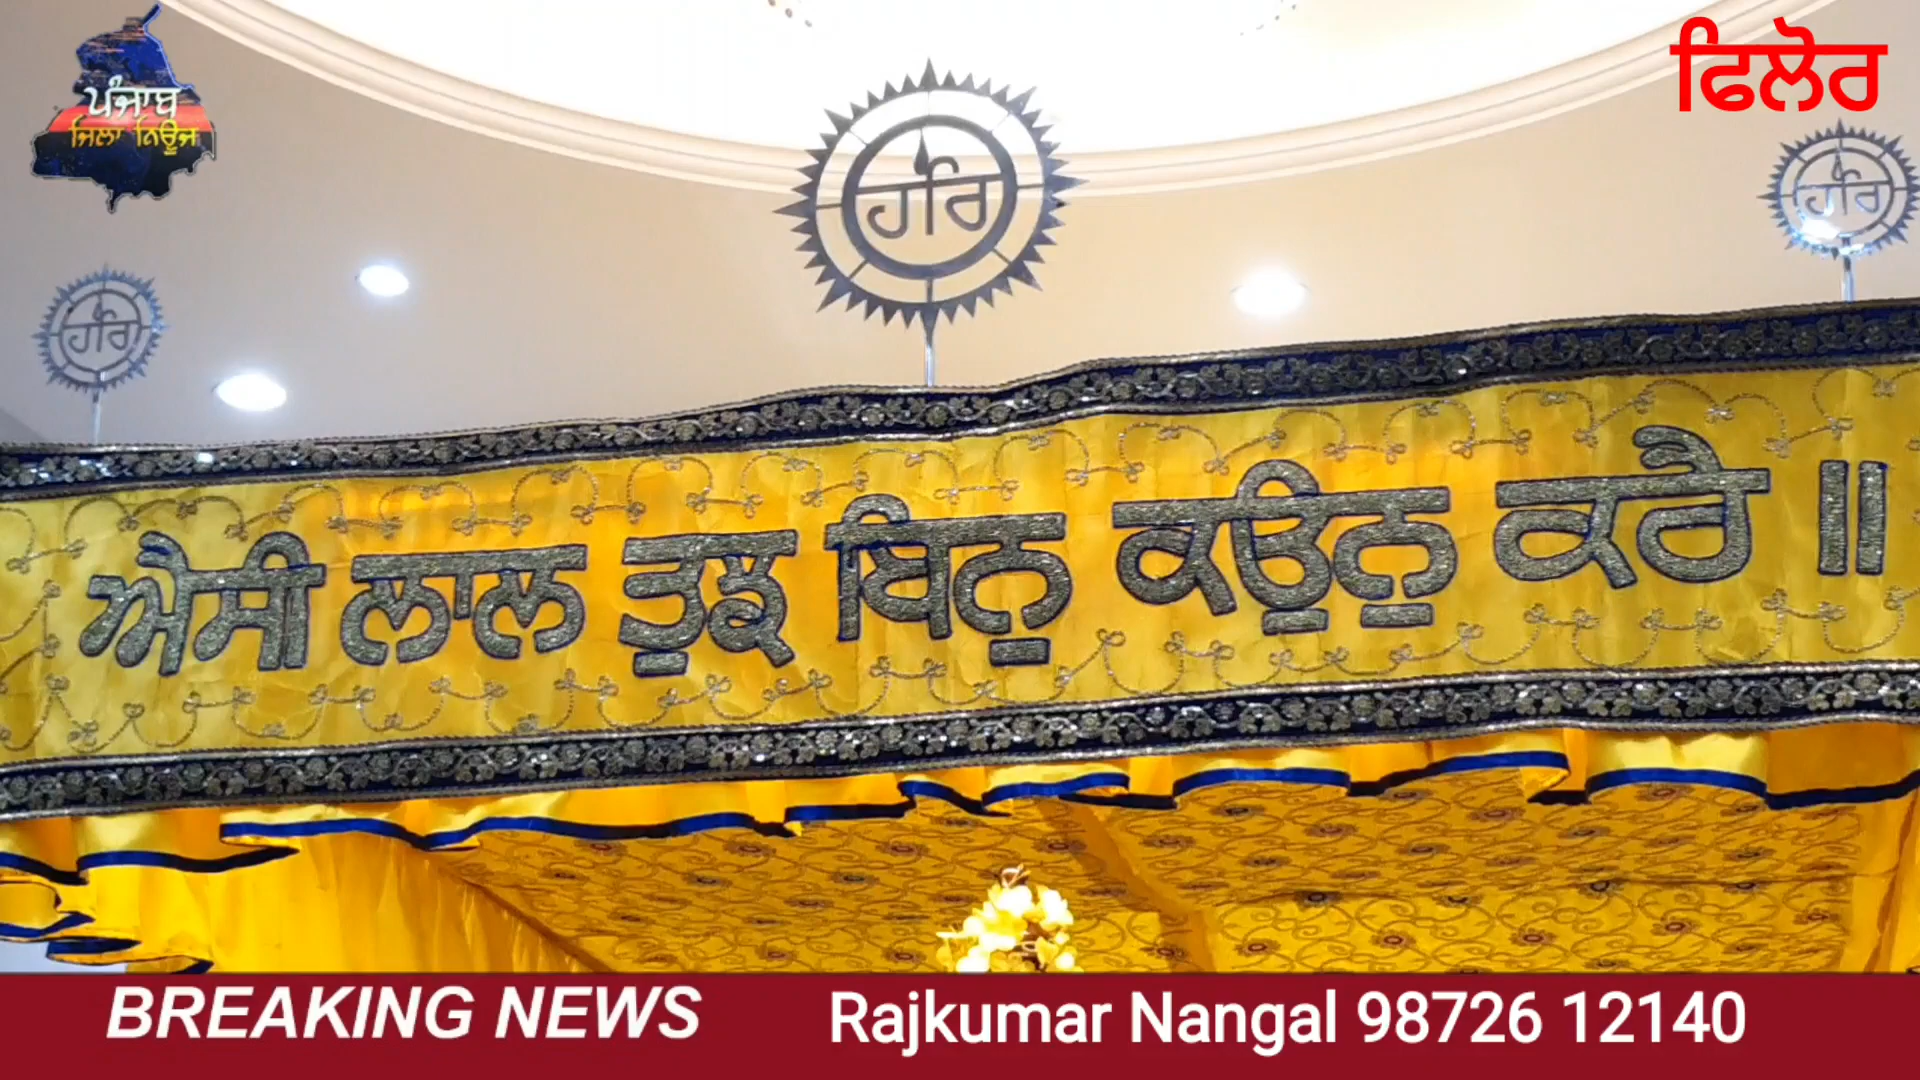 ਪੰਜਾਬ
ਜਿਲਾ ਨਿਊਜ
ਫਿਲੋਰ
ਹਰਿ
ਹਰਿ
ਹਰਿ
ਐਸੀ ਲਾਲ ਤੁਝ ਬਿਨੁ ਕਉਨੁ ਕਰੈ ॥
BREAKING NEWS
Rajkumar Nangal 98726 12140